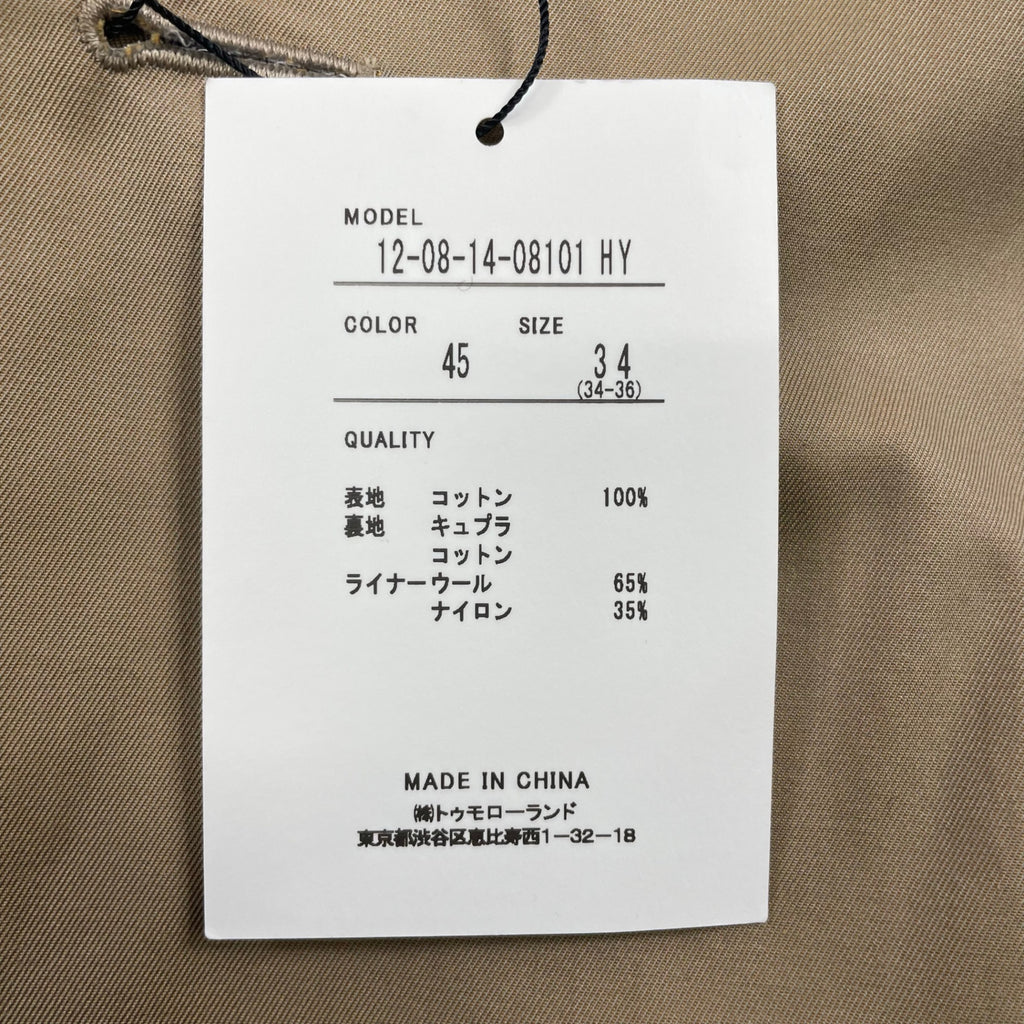 MODEL
12-08-14-08101 HY
COLOR SIZE
45 34
(34-36)
QUALITY
表地 コットン 100%
裏地 キュプラ
コットン
ライナーウール 65%
ナイロン 35%
MADE IN CHINA
㈱トゥモローランド
東京都渋谷区恵比寿西1-32-18